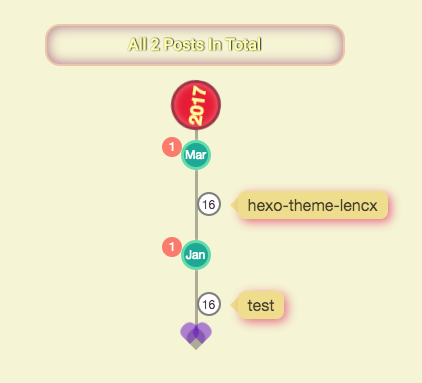 All 2 Posts In Total
2017
1
Mar
16
hexo-theme-lencx
1
Jan
16
test